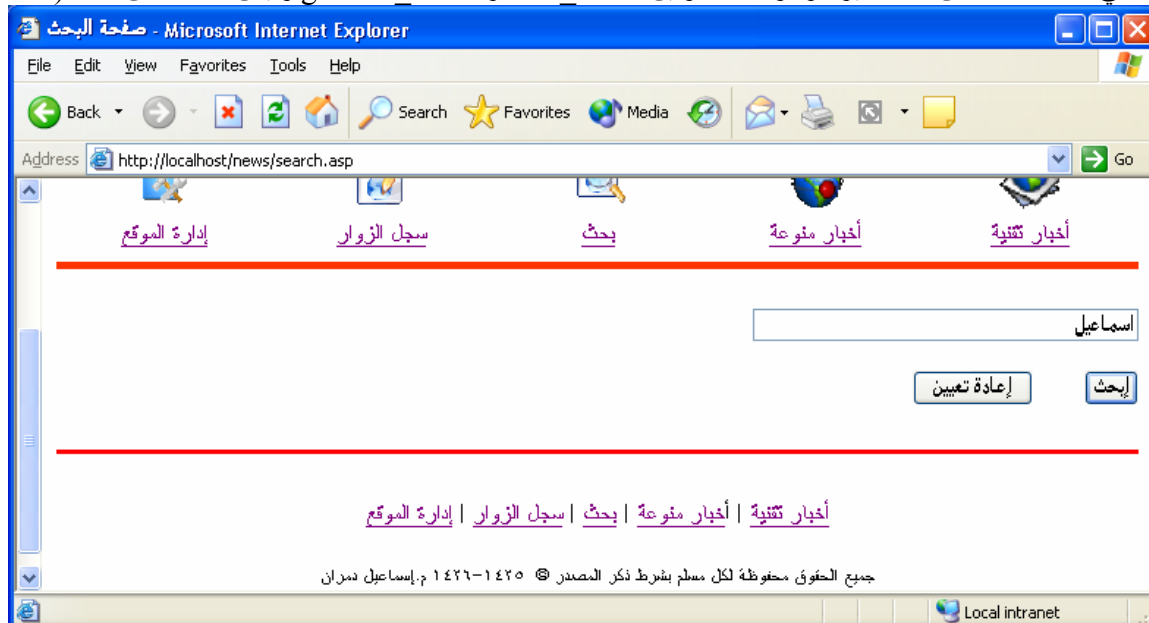 صفحة البحث - Microsoft Internet Explorer
File Edit View Favorites Tools Help
Back Search Favorites Media
Address http://localhost/news/search.asp Go
أخبار تقنية أخبار منوعة بحث سجل الزوار إدارة الموقع
اسماعيل
إبحث إعادة تعيين
أخبار تقنية | أخبار منوعة | بحث | سجل الزوار | إدارة الموقع
جميع الحقوق محفوظة لكل مسلم بشرط ذكر المصدر © ١٤٢٥-١٤٢٦ م.إسماعيل دمران
Local intranet